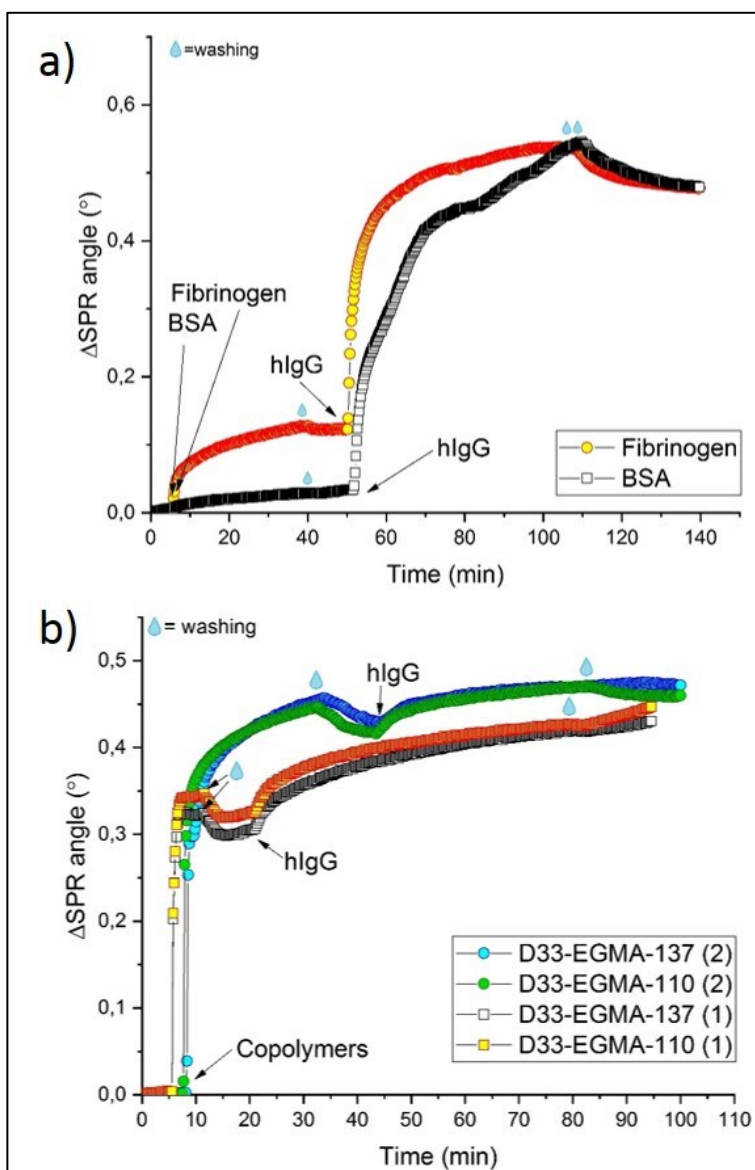 a)
=washing
0,6
0,4
0,2
0,0
ΔSPR angle (°)
Fibrinogen
BSA
hIgG
hIgG
Fibrinogen
BSA
0 20 40 60 80 100 120 140
Time (min)
b)
= washing
0,5
0,4
0,3
0,2
0,1
0,0
ΔSPR angle (°)
hIgG
hIgG
Copolymers
D33-EGMA-137 (2)
D33-EGMA-110 (2)
D33-EGMA-137 (1)
D33-EGMA-110 (1)
0 10 20 30 40 50 60 70 80 90 100 110
Time (min)